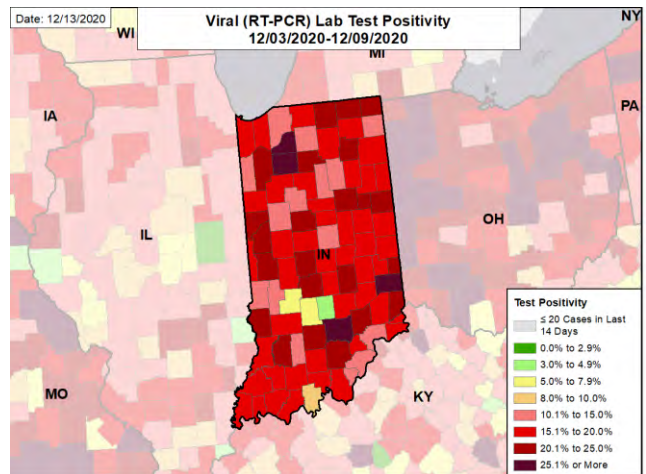 Date: 12/13/2020
Viral (RT-PCR) Lab Test Positivity
12/03/2020-12/09/2020
NY
WI
MI
IA
PA
IL
OH
IN
MO
KY
Test Positivity
≤ 20 Cases in Last
14 Days
0.0% to 2.9%
3.0% to 4.9%
5.0% to 7.9%
8.0% to 10.0%
10.1% to 15.0%
15.1% to 20.0%
20.1% to 25.0%
25.1% or More